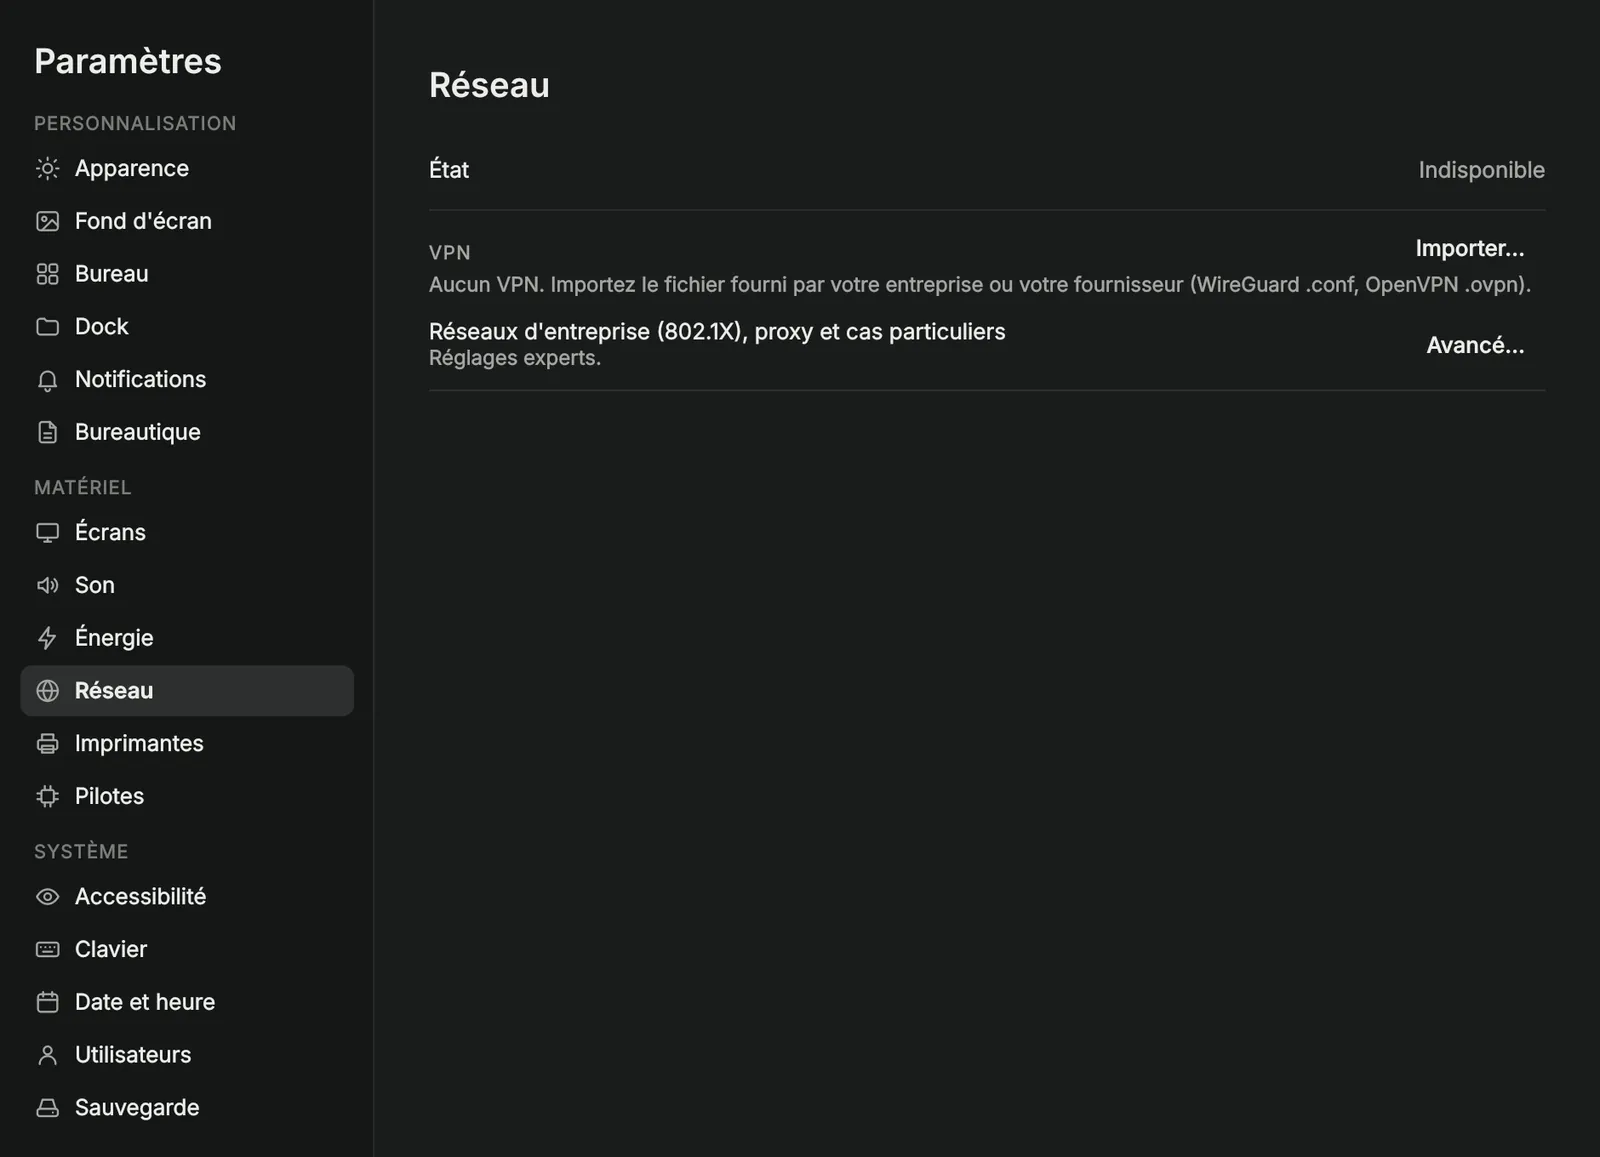 Paramètres
PERSONNALISATION
Apparence
Fond d'écran
Bureau
Dock
Notifications
Bureautique
MATÉRIEL
Écrans
Son
Énergie
Réseau
Imprimantes
Pilotes
SYSTÈME
Accessibilité
Clavier
Date et heure
Utilisateurs
Sauvegarde
Réseau
État
Indisponible
VPN
Importer...
Aucun VPN. Importez le fichier fourni par votre entreprise ou votre fournisseur (WireGuard .conf, OpenVPN .ovpn).
Réseaux d'entreprise (802.1X), proxy et cas particuliers
Réglages experts.
Avancé...